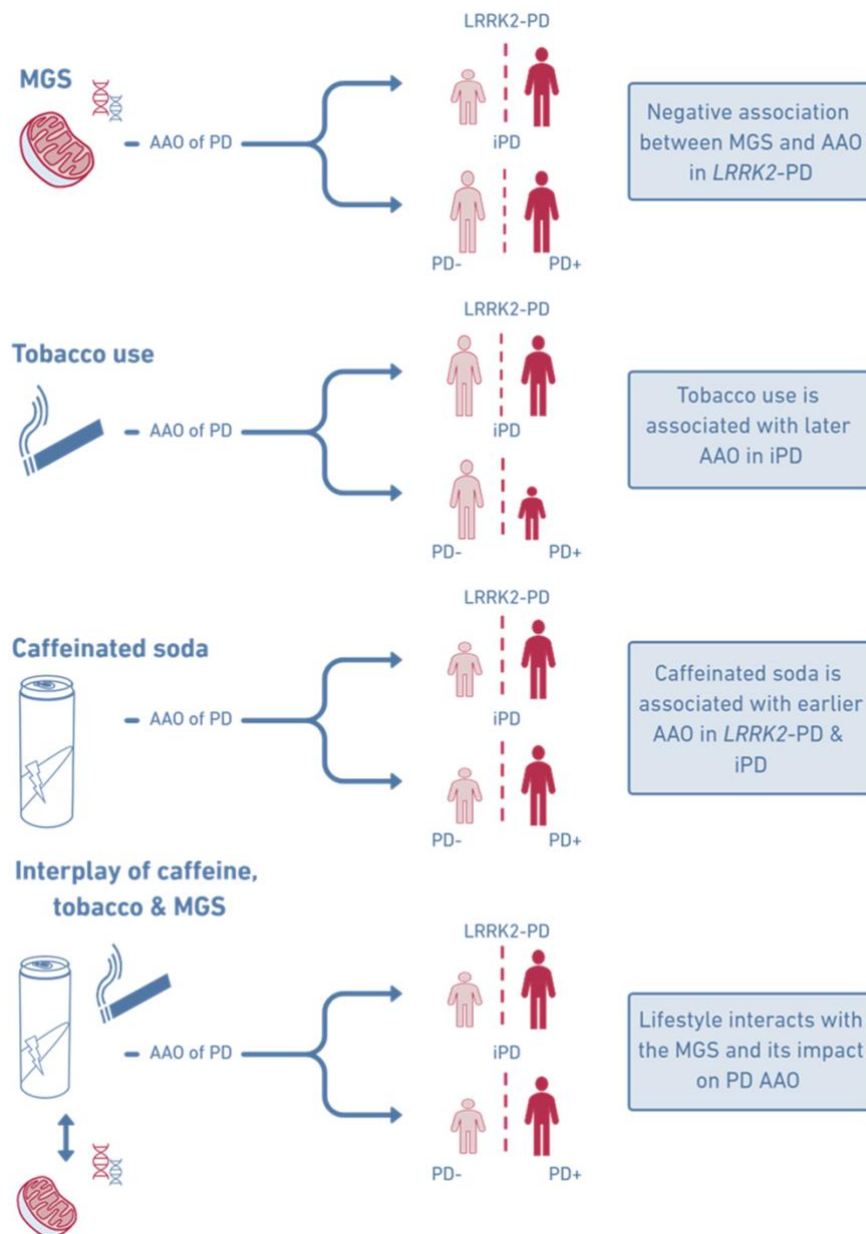 MGS
AAO of PD
LRRK2-PD
iPD
PD-
PD+
Negative association
between MGS and AAO
in LRRK2-PD
Tobacco use
AAO of PD
LRRK2-PD
iPD
PD-
PD+
Tobacco use is
associated with later
AAO in iPD
Caffeinated soda
AAO of PD
LRRK2-PD
iPD
PD-
PD+
Caffeinated soda is
associated with earlier
AAO in LRRK2-PD &
iPD
Interplay of caffeine,
tobacco & MGS
AAO of PD
LRRK2-PD
iPD
PD-
PD+
Lifestyle interacts with
the MGS and its impact
on PD AAO